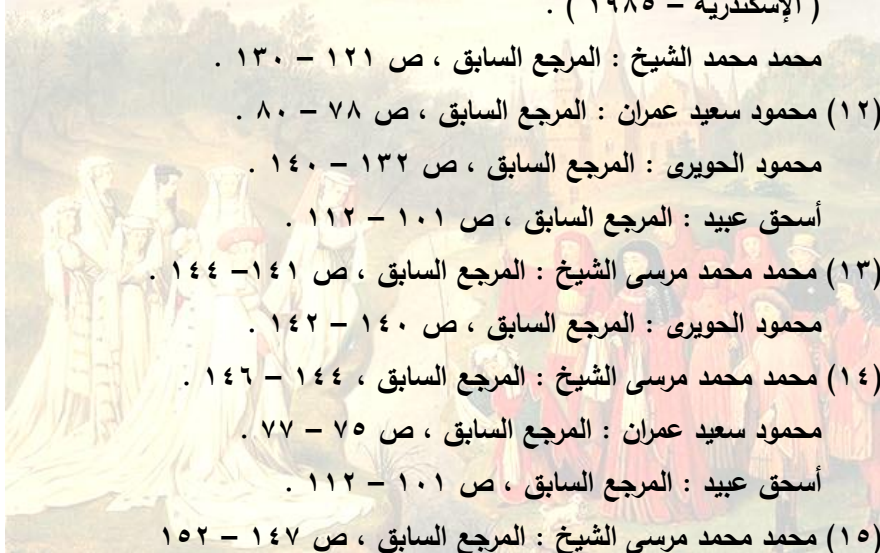 ( الإسكندرية – ١٩٨٥ ) .
محمد محمد الشيخ : المرجع السابق ، ص ١٢١ – ١٣٠ .
(١٢) محمود سعيد عمران : المرجع السابق ، ص ٧٨ – ٨٠ .
محمود الحويرى : المرجع السابق ، ص ١٣٢ – ١٤٠ .
أسحق عبيد : المرجع السابق ، ص ١٠١ – ١١٢ .
(١٣) محمد محمد مرسى الشيخ : المرجع السابق ، ص ١٤١– ١٤٤ .
محمود الحويرى : المرجع السابق ، ص ١٤٠ – ١٤٢ .
(١٤) محمد محمد مرسى الشيخ : المرجع السابق ، ١٤٤ – ١٤٦ .
محمود سعيد عمران : المرجع السابق ، ص ٧٥ – ٧٧ .
أسحق عبيد : المرجع السابق ، ص ١٠١ – ١١٢ .
(١٥) محمد محمد مرسي الشيخ : المرجع السابق ، ص ١٤٧ – ١٥٢